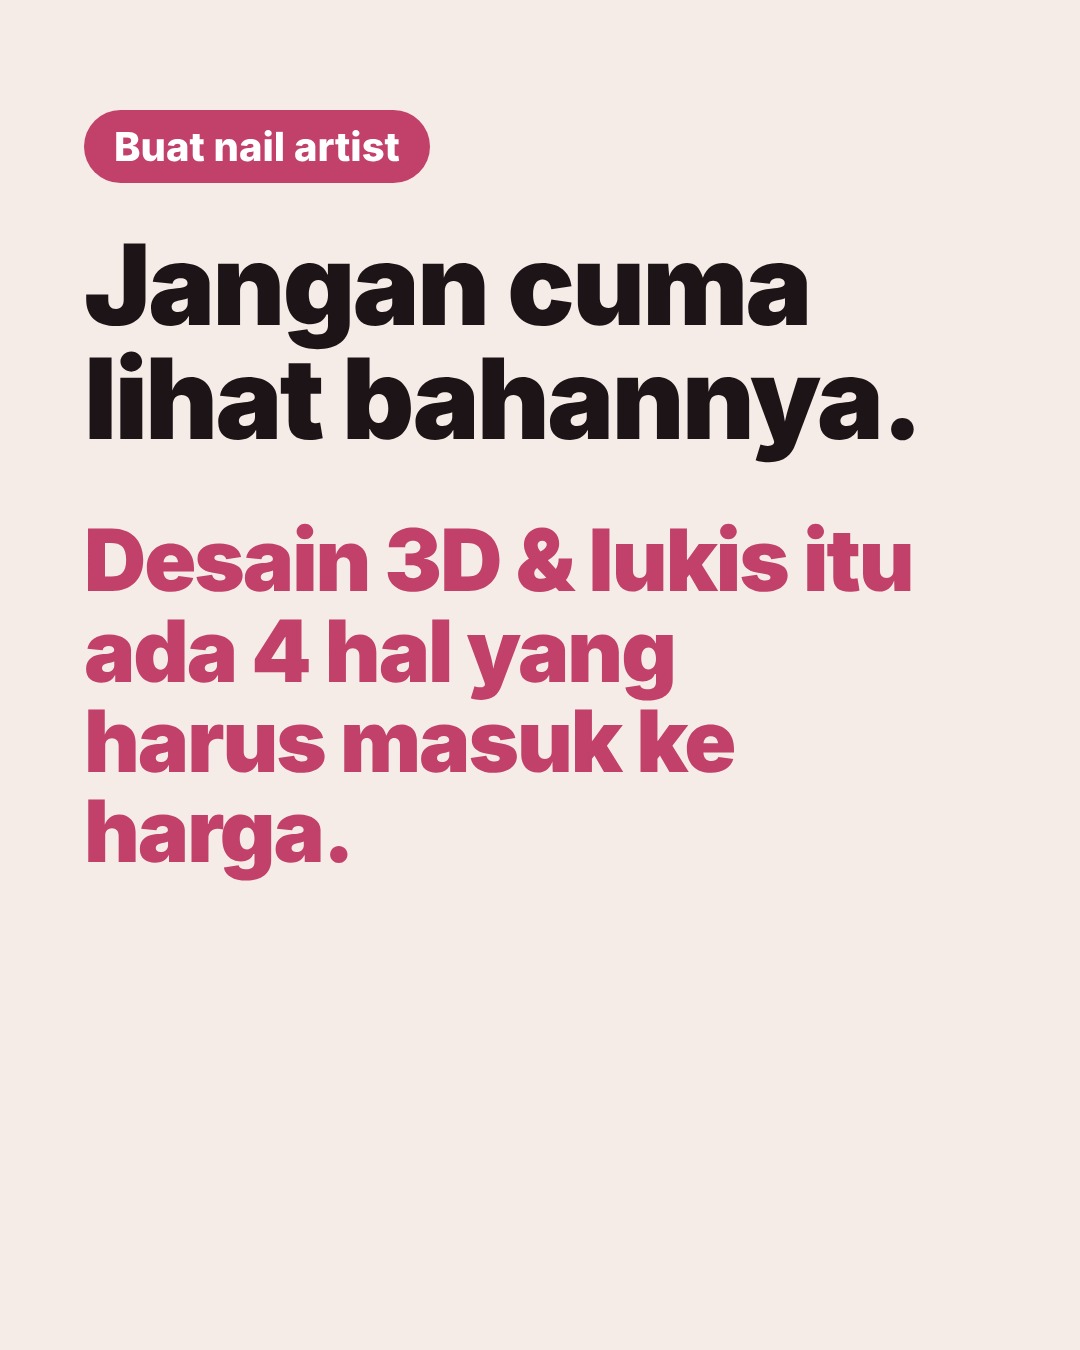 Buat nail artist
Jangan cuma
lihat bahannya.
Desain 3D & lukis itu
ada 4 hal yang
harus masuk ke
harga.